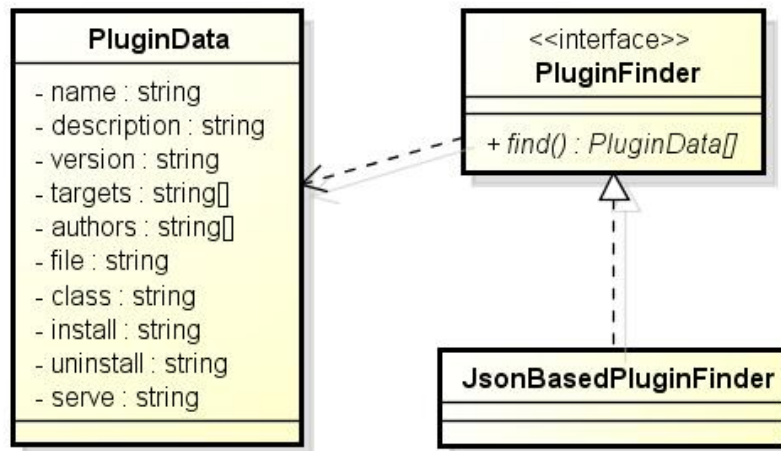 PluginData
- name : string
- description : string
- version : string
- targets : string[]
- authors : string[]
- file : string
- class : string
- install : string
- uninstall : string
- serve : string
<<interface>>
PluginFinder
+ find() : PluginData[]
JsonBasedPluginFinder